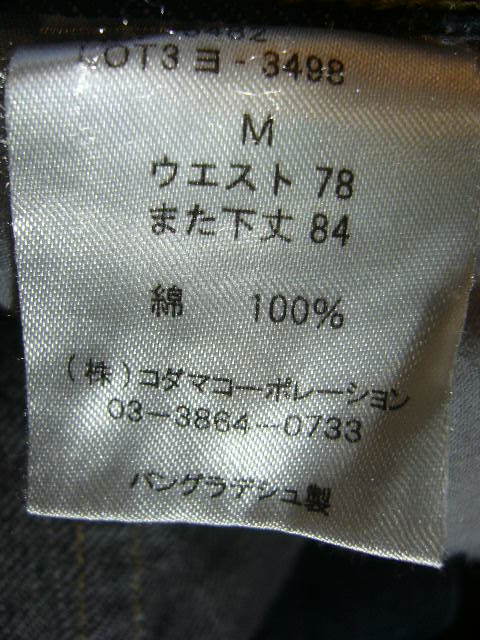 LOT3ヨ-3498
M
ウエスト 78
また下丈 84
綿 100%
(株)コダマコーポレーション
03-3864-0733
バングラデシュ製